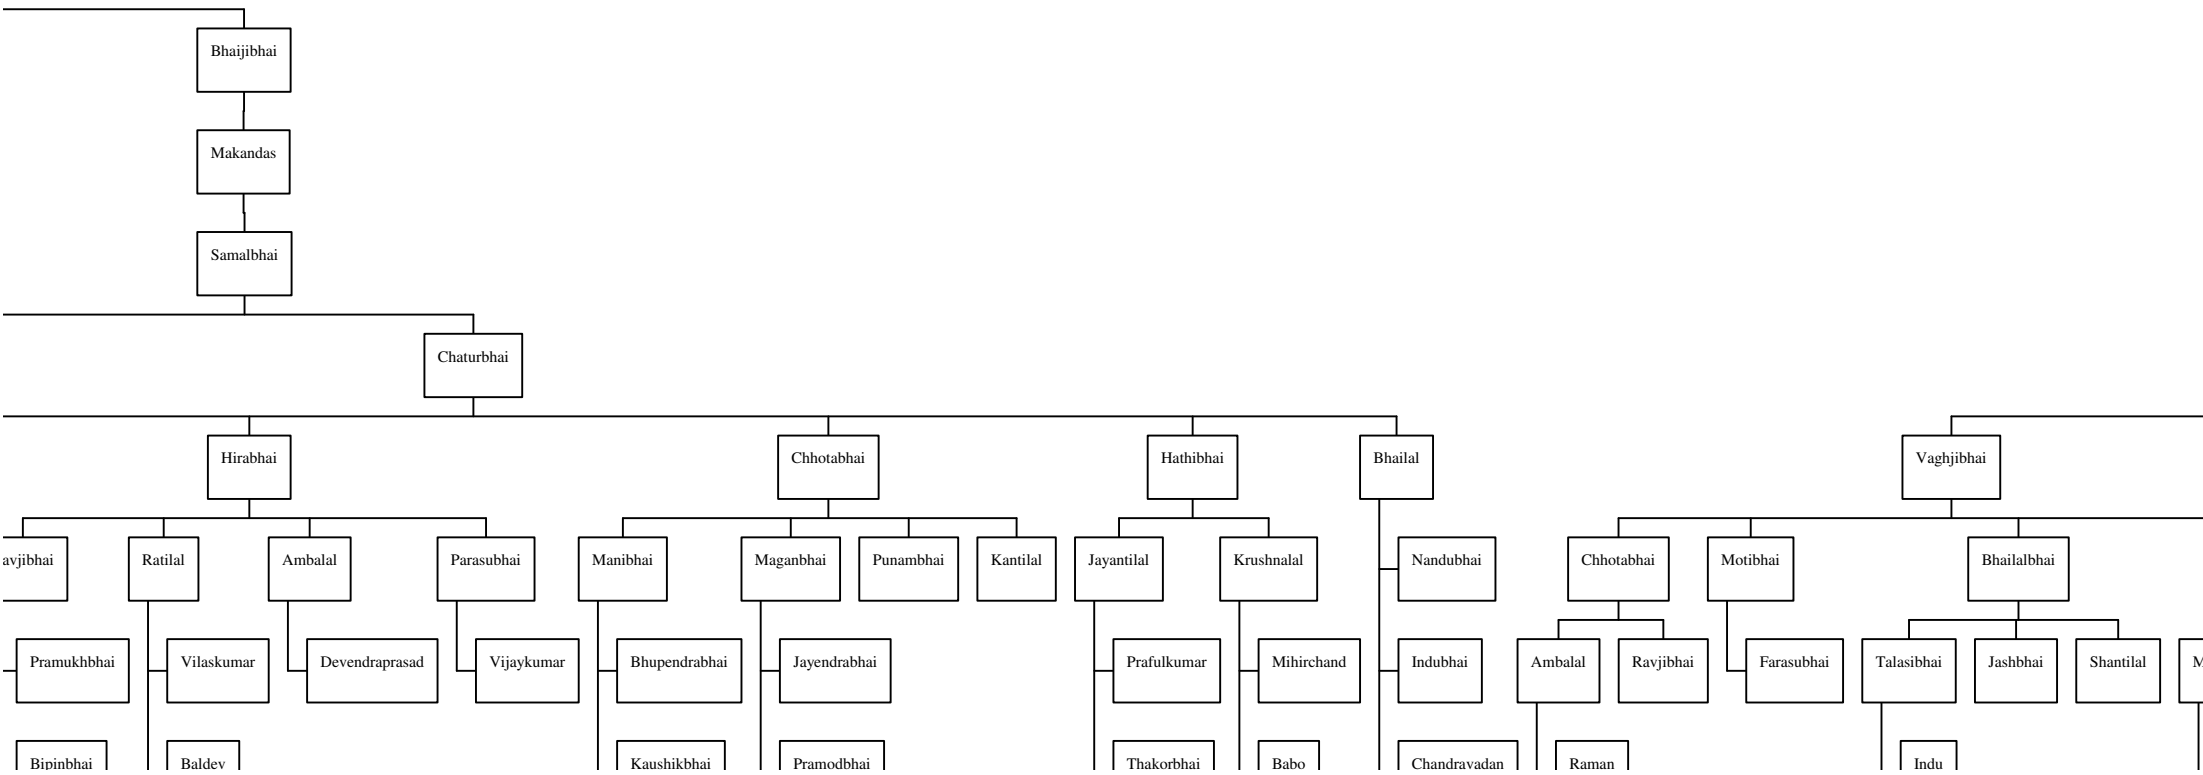 Bhaijibhai
Makandas
Samalbhai
Chaturbhai
Hirabhai
Chhotabhai
Hathibhai
Bhailal
Vaghjibhai
avjibhai
Ratilal
Ambalal
Parasubhai
Manibhai
Maganbhai
Punambhai
Kantilal
Jayantilal
Krushnalal
Nandubhai
Chhotabhai
Motibhai
Bhailalbhai
Pramukhbhai
Vilaskumar
Devendraprasad
Vijaykumar
Bhupendrabhai
Jayendrabhai
Prafulkumar
Mihirchand
Indubhai
Ambalal
Ravjibhai
Farasubhai
Talasibhai
Jashbhai
Shantilal
M
Bipinbhai
Baldev
Kaushikbhai
Pramodbhai
Thakorbhai
Babo
Chandravadan
Raman
Indu